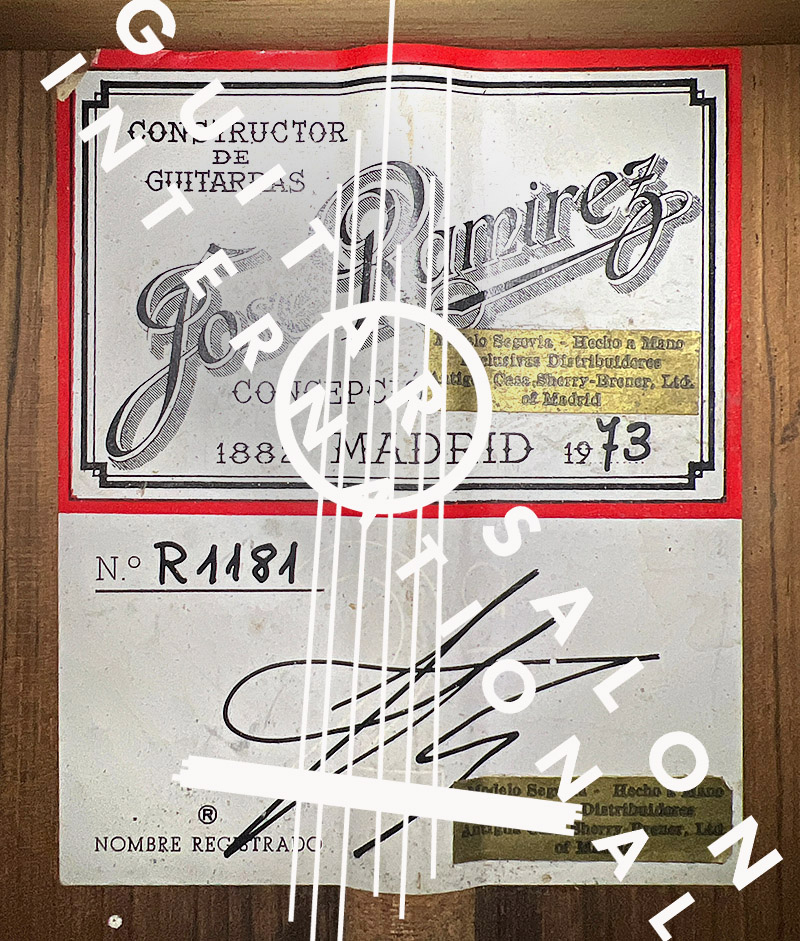 CONSTRUCTOR
DE
GUITARRAS
José Ramirez
Modelo Segovia - Hecho a Mano
Exclusivas Distribuidores
Antigua Casa Sherry-Brener, Ltd.
of Madrid
CONCEPCIÓN
1882 MADRID 1973
N.º R1181
Modelo Segovia - Hecho a Mano
Distribuidores
Antigua Casa Sherry-Brener, Ltd.
of Madrid
®
NOMBRE REGISTRADO
GUITAR SALON
INTERNATIONAL